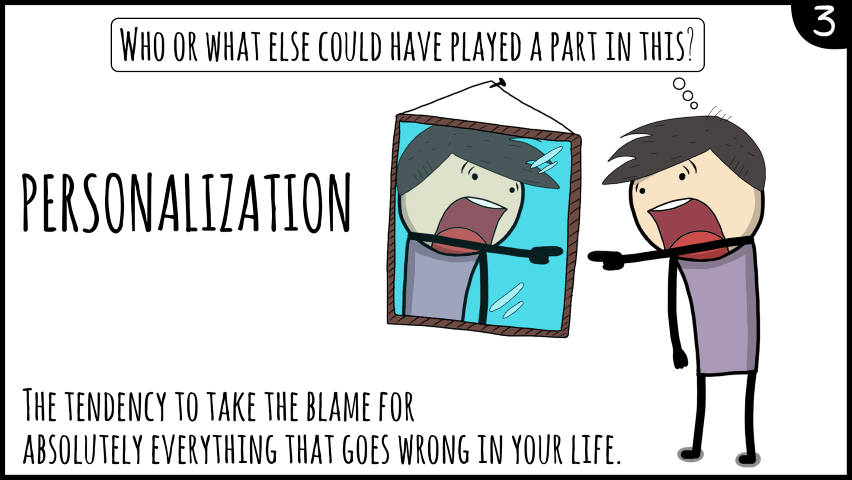 3
WHO OR WHAT ELSE COULD HAVE PLAYED A PART IN THIS?
PERSONALIZATION
THE TENDENCY TO TAKE THE BLAME FOR
ABSOLUTELY EVERYTHING THAT GOES WRONG IN YOUR LIFE.